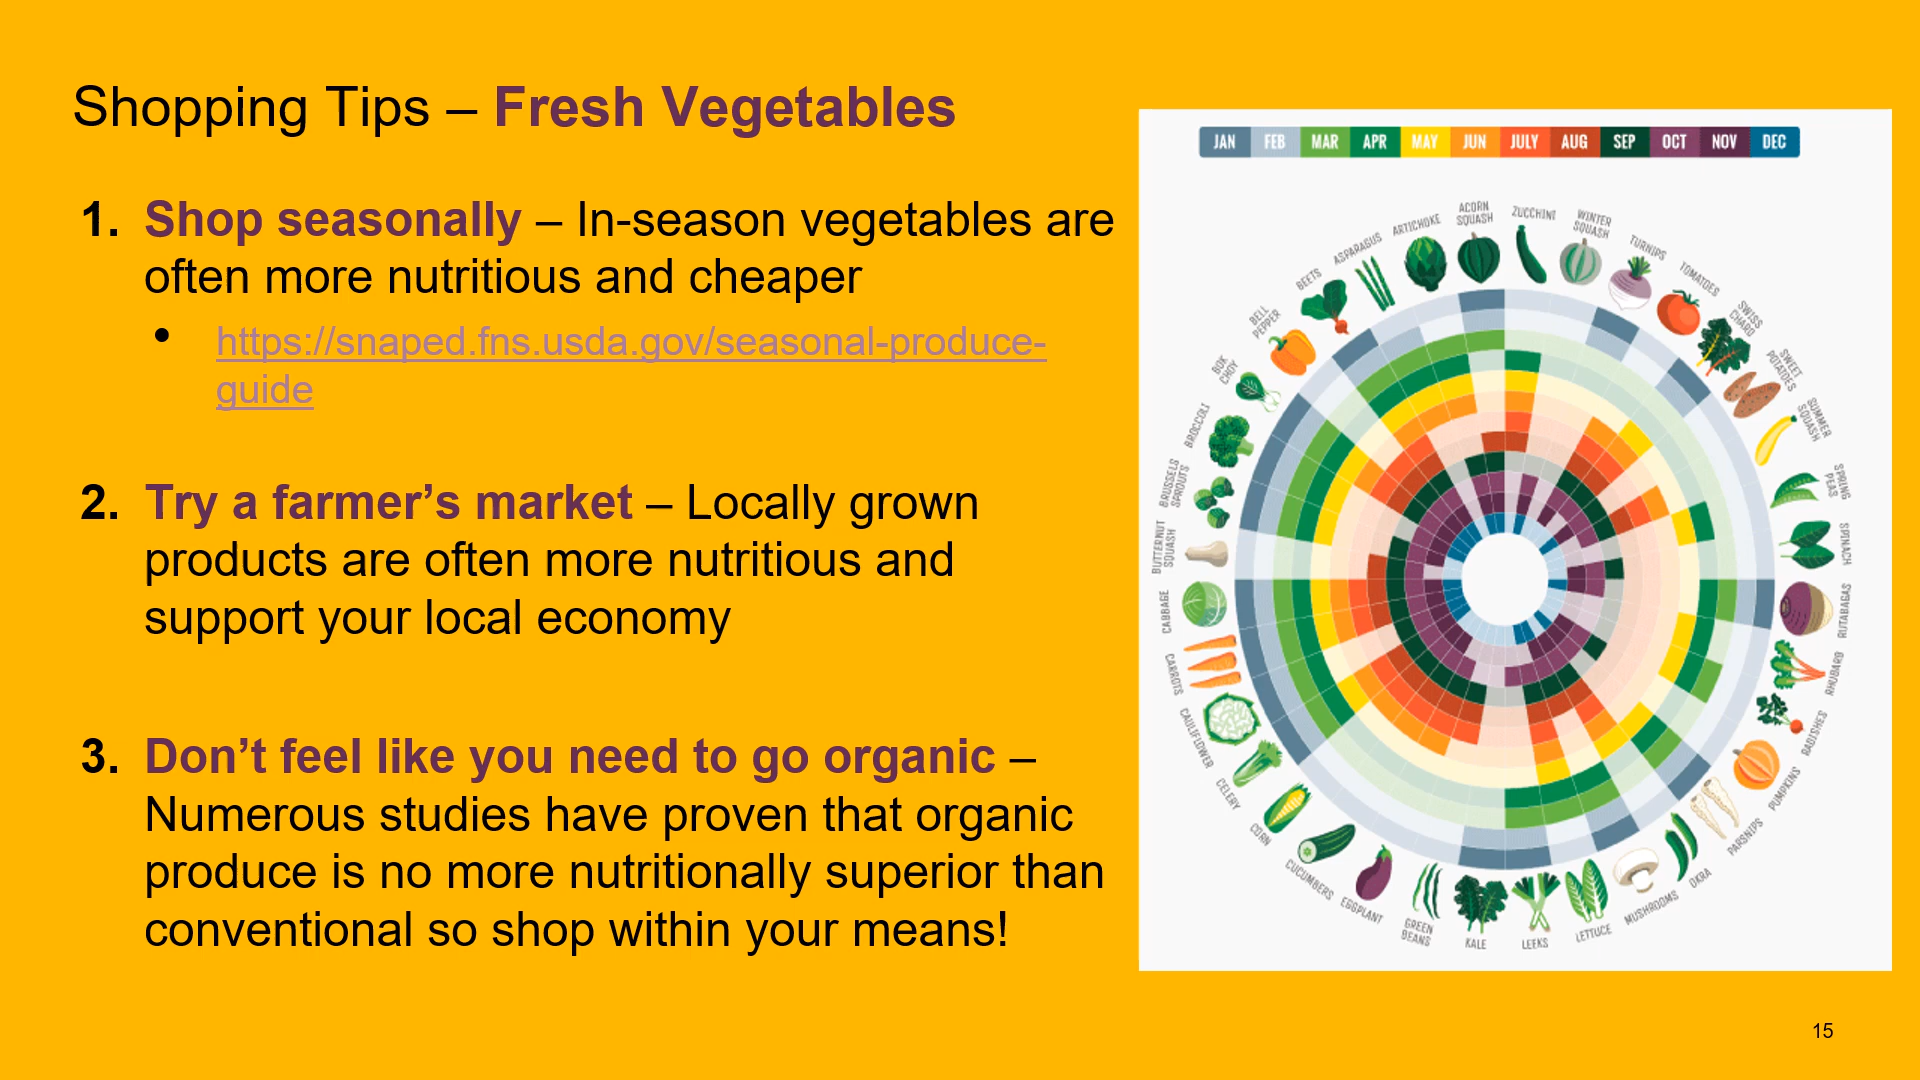 Shopping Tips – Fresh Vegetables
1. Shop seasonally – In-season vegetables are
often more nutritious and cheaper
• https://snaped.fns.usda.gov/seasonal-produce-
guide
2. Try a farmer’s market – Locally grown
products are often more nutritious and
support your local economy
3. Don’t feel like you need to go organic –
Numerous studies have proven that organic
produce is no more nutritionally superior than
conventional so shop within your means!
JAN FEB MAR APR MAY JUN JULY AUG SEP OCT NOV DEC
ACORN
SQUASH
ZUCCHINI
WINTER
SQUASH
TURNIPS
TOMATOES
SWISS
CHARD
SWEET
POTATOES
SUMMER
SQUASH
SPRING
PEAS
SPINACH
RUTABAGAS
RHUBARB
RADISHES
PUMPKINS
PARSNIPS
OKRA
MUSHROOMS
LETTUCE
LEEKS
KALE
GREEN
BEANS
EGGPLANT
CUCUMBERS
CORN
CELERY
CAULIFLOWER
CARROTS
CABBAGE
BUTTERNUT
SQUASH
BRUSSELS
SPROUTS
BROCCOLI
BOK
CHOY
BELL
PEPPER
BEETS
ASPARAGUS
ARTICHOKE
15